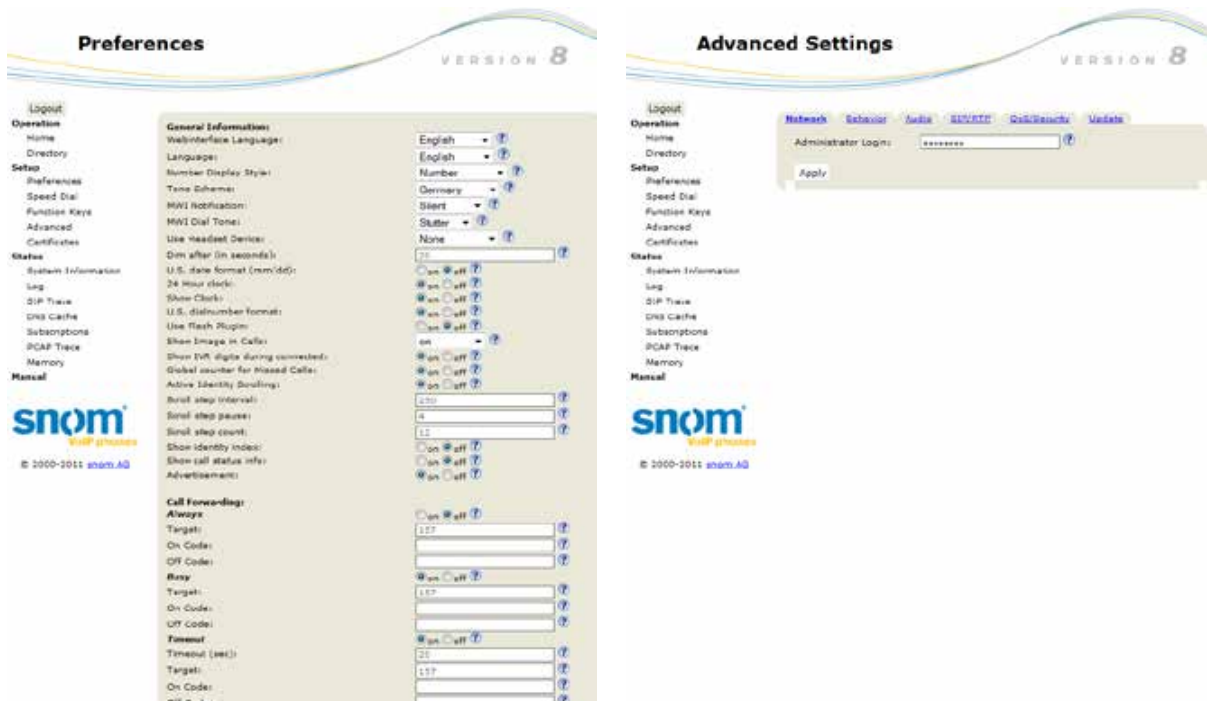 Preferences
VERSION 8
Logout
Operation
Home
Directory
Setup
Preferences
Speed Dial
Function Keys
Advanced
Certificates
Status
System Information
Log
SIP Trace
DNS Cache
Subscriptions
PCAP Trace
Memory
Manual
snom
VoIP phones
© 2000-2011 snom AG
General Information:
Webinterface Language: English ?
Language: English ?
Number Display Style: Number ?
Tone Scheme: Germany ?
MWI Notification: Silent ?
MWI Dial Tone: Stutter ?
Use Headset Device: None ?
Dim after (in seconds): 20 ?
U.S. date format (mm/dd): on off ?
24 Hour clock: on off ?
Show Clock: on off ?
U.S. dialnumber format: on off ?
Use Flash Plugin: on off ?
Show Image in Calls: on ?
Show IVR digits during connected: on off ?
Global counter for Missed Calls: on off ?
Active Identity Scrolling: on off ?
Scroll step interval: ?
Scroll step pause: 4 ?
Scroll step count: 12 ?
Show identity index: on off ?
Show call status info: on off ?
Advertisement: on off ?
Call Forwarding:
Always on off ?
Target: 157 ?
On Code: ?
Off Code: ?
Busy on off ?
Target: 157 ?
On Code: ?
Off Code: ?
Timeout on off ?
Timeout (sec): 20 ?
Target: 157 ?
On Code: ?
Advanced Settings
VERSION 8
Logout
Operation
Home
Directory
Setup
Preferences
Speed Dial
Function Keys
Advanced
Certificates
Status
System Information
Log
SIP Trace
DNS Cache
Subscriptions
PCAP Trace
Memory
Manual
snom
VoIP phones
© 2000-2011 snom AG
Network Behavior Audio SIP/RTP QoS/Security Update
Administrator Login: ******** ?
Apply